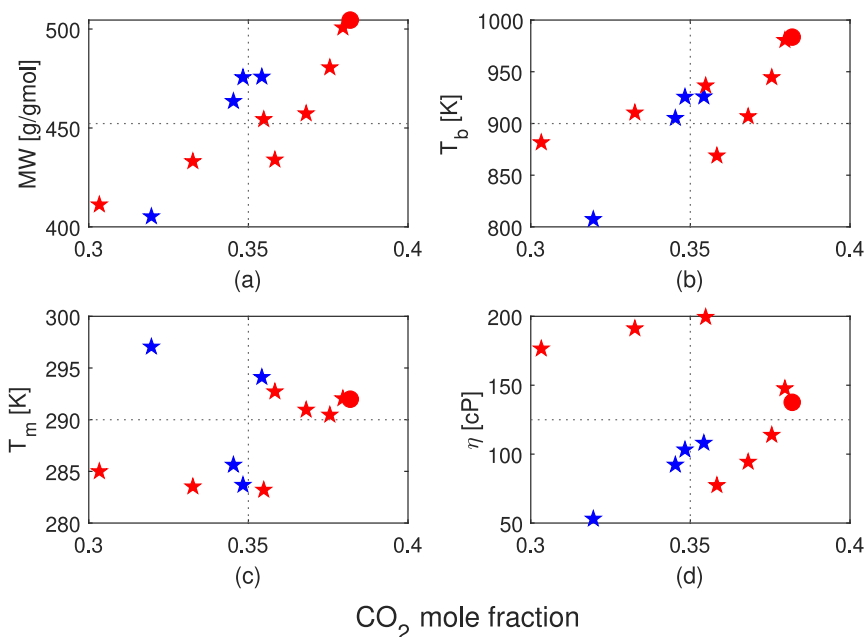 500
450
400
MW [g/gmol]
0.3 0.35 0.4
(a)
1000
950
900
850
800
T_b [K]
0.3 0.35 0.4
(b)
300
295
290
285
280
T_m [K]
0.3 0.35 0.4
(c)
200
150
100
50
η [cP]
0.3 0.35 0.4
(d)
CO_2 mole fraction